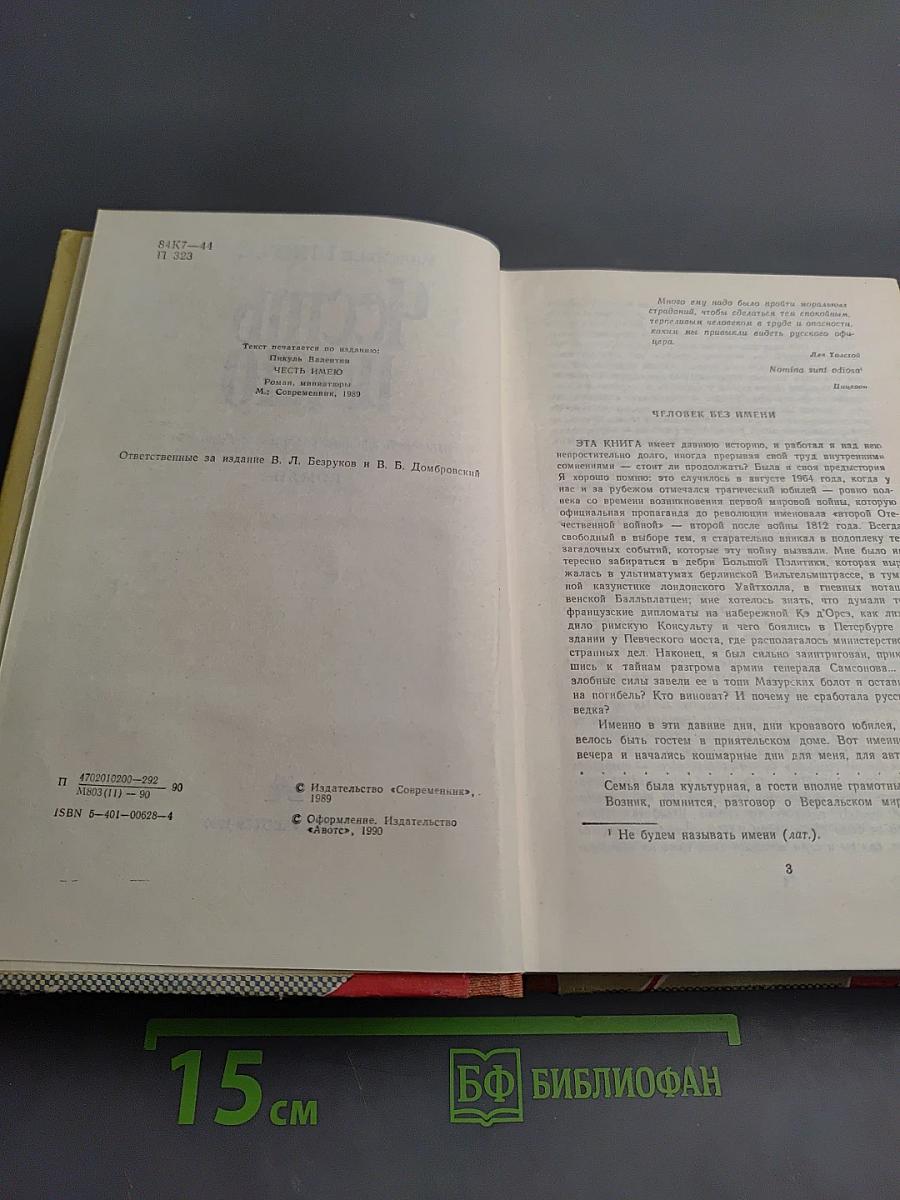 84К7—44
П 323
Текст печатается по изданию:
Пикуль Валентин
ЧЕСТЬ ИМЕЮ
Роман, миниатюры
М.: Современник, 1989
Ответственные за издание В. Л. Безруков и В. Б. Домбровский
П 4702010200—292
М803(11) — 90 90
ISBN 5—401—00628—4
© Издательство «Современник»,
1989
© Оформление. Издательство
«Авотс», 1990
Много ему надо было пройти моральных
страданий, чтобы сделаться тем спокойным,
терпеливым человеком в труде и опасности,
каким мы привыкли видеть русского офи-
цера.
Лев Толстой
Nomina sunt odiosa¹
Цицерон
ЧЕЛОВЕК БЕЗ ИМЕНИ
ЭТА КНИГА имеет давнюю историю, и работал я над нею
непростительно долго, иногда прерывая свой труд внутренними
сомнениями — стоит ли продолжать? Была и своя предыстория
Я хорошо помню: это случилось в августе 1964 года, когда у
нас и за рубежом отмечался трагический юбилей — ровно пол-
века со времени возникновения первой мировой войны, которую
официальная пропаганда до революции именовала «второй Оте-
чественной войной» — второй после войны 1812 года. Всегда
свободный в выборе тем, я старательно вникал в подоплеку те
загадочных событий, которые эту войну вызвали. Мне было ин
тересно забираться в дебри Большой Политики, которая выр
жалась в ультиматумах берлинской Вильгельмштрассе, в тум
ной казуистике лондонского Уайтхолла, в гневных нотац
венской Балльплатцен; мне хотелось знать, что думали т
французские дипломаты на набережной Кэ д'Орсэ, как ли
дило римскую Консульту и чего боялись в Петербурге
здании у Певческого моста, где располагалось министерство
странных дел. Наконец, я был сильно заинтригован, прик
шись к тайнам разгрома армии генерала Самсонова...
злобные силы завели ее в топи Мазурских болот и остави
на погибель? Кто виноват? И почему не сработала русс
ведка?
Именно в эти давние дни, дни кровавого юбилея,
велось быть гостем в приятельском доме. Вот именно
вечера и начались кошмарные дни для меня, для авт
Семья была культурная, а гости вполне грамотны
Возник, помнится, разговор о Версальском мир
¹ Не будем называть имени (лат.).
3
15 см
БФ БИБЛИОФАН